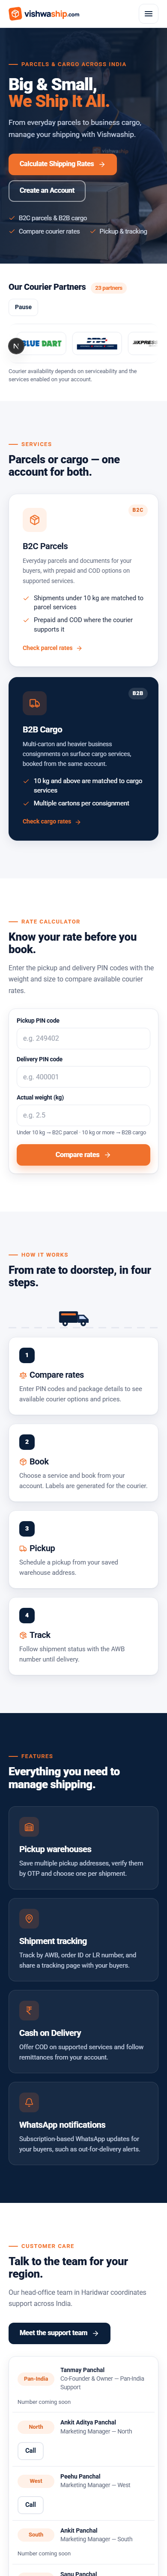 vishwaship.com
PARCELS & CARGO ACROSS INDIA
Big & Small,
We Ship It All.
From everyday parcels to business cargo,
manage your shipping with Vishwaship.
Calculate Shipping Rates →
Create an Account
B2C parcels & B2B cargo
Compare courier rates
Pickup & tracking
Our Courier Partners
23 partners
Pause
N
BLUE DART
Courier availability depends on serviceability and the
services enabled on your account.
SERVICES
Parcels or cargo — one
account for both.
B2C
B2C Parcels
Everyday parcels and documents for your
buyers, with prepaid and COD options on
supported services.
Shipments under 10 kg are matched to
parcel services
Prepaid and COD where the courier
supports it
Check parcel rates →
B2B
B2B Cargo
Multi-carton and heavier business
consignments on surface cargo services,
booked from the same account.
10 kg and above are matched to cargo
services
Multiple cartons per consignment
Check cargo rates →
RATE CALCULATOR
Know your rate before you
book.
Enter the pickup and delivery PIN codes with the
weight and size to compare available courier
rates.
Pickup PIN code
e.g. 249402
Delivery PIN code
e.g. 400001
Actual weight (kg)
e.g. 2.5
Under 10 kg → B2C parcel · 10 kg or more → B2B cargo
Compare rates →
HOW IT WORKS
From rate to doorstep, in four
steps.
1
Compare rates
Enter PIN codes and package details to see
available courier options and prices.
2
Book
Choose a service and book from your
account. Labels are generated for the courier.
3
Pickup
Schedule a pickup from your saved
warehouse address.
4
Track
Follow shipment status with the AWB
number until delivery.
FEATURES
Everything you need to
manage shipping.
Pickup warehouses
Save multiple pickup addresses, verify them
by OTP and choose one per shipment.
Shipment tracking
Track by AWB, order ID or LR number, and
share a tracking page with your buyers.
₹
Cash on Delivery
Offer COD on supported services and follow
remittances from your account.
WhatsApp notifications
Subscription-based WhatsApp updates for
your buyers, such as out-for-delivery alerts.
CUSTOMER CARE
Talk to the team for your
region.
Our head-office team in Haridwar coordinates
support across India.
Meet the support team →
Pan-India
Tanmay Panchal
Co-Founder & Owner — Pan-India
Support
Number coming soon
North
Ankit Aditya Panchal
Marketing Manager — North
Call
West
Peehu Panchal
Marketing Manager — West
Call
South
Ankit Panchal
Marketing Manager — South
Number coming soon
Sanu Panchal